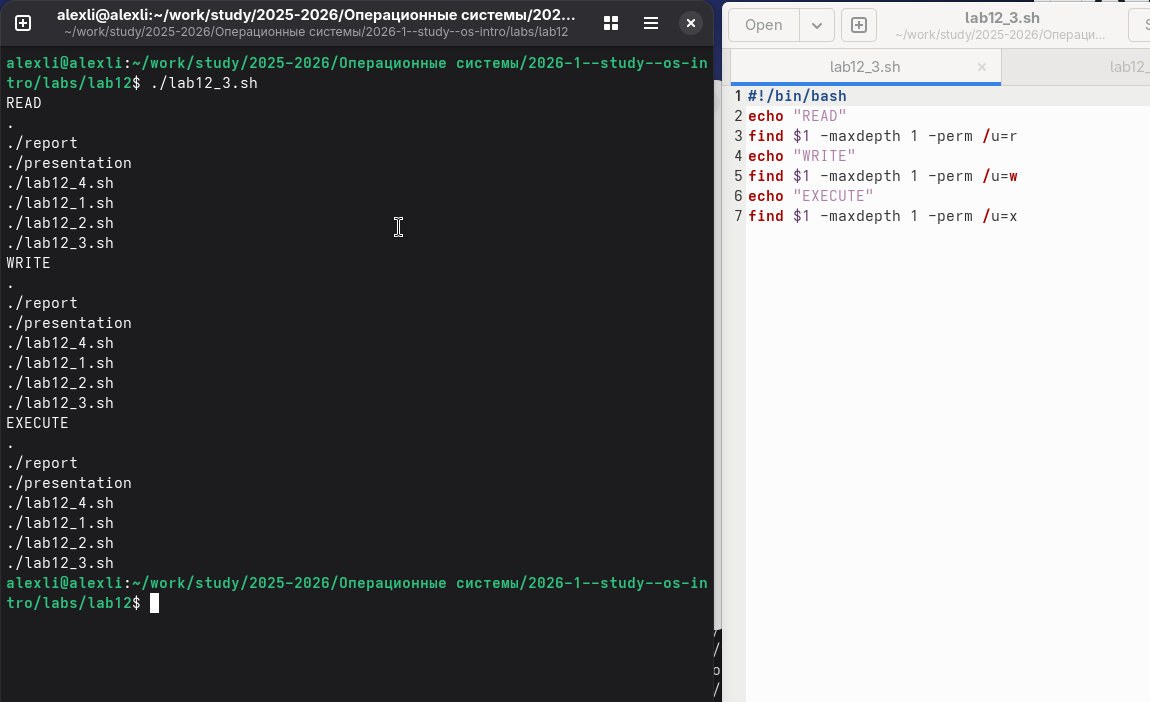 alexli@alexli:~/work/study/2025-2026/Операционные системы/202...
~/work/study/2025-2026/Операционные системы/2026-1--study--os-intro/labs/lab12
alexli@alexli:~/work/study/2025-2026/Операционные системы/2026-1--study--os-in
tro/labs/lab12$ ./lab12_3.sh
READ
.
./report
./presentation
./lab12_4.sh
./lab12_1.sh
./lab12_2.sh
./lab12_3.sh
WRITE
.
./report
./presentation
./lab12_4.sh
./lab12_1.sh
./lab12_2.sh
./lab12_3.sh
EXECUTE
.
./report
./presentation
./lab12_4.sh
./lab12_1.sh
./lab12_2.sh
./lab12_3.sh
alexli@alexli:~/work/study/2025-2026/Операционные системы/2026-1--study--os-in
tro/labs/lab12$
Open
lab12_3.sh
~/work/study/2025-2026/Операци...
lab12_3.sh
lab12_
1 #!/bin/bash
2 echo "READ"
3 find $1 -maxdepth 1 -perm /u=r
4 echo "WRITE"
5 find $1 -maxdepth 1 -perm /u=w
6 echo "EXECUTE"
7 find $1 -maxdepth 1 -perm /u=x